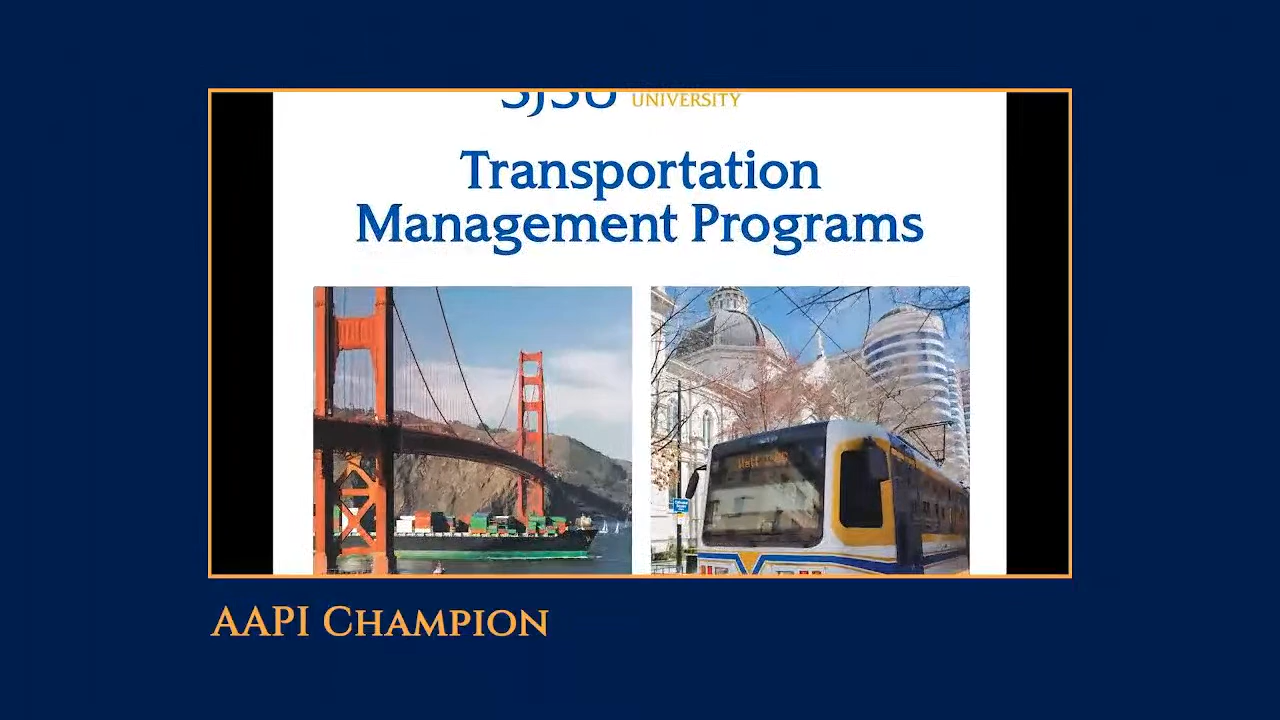 SJSU UNIVERSITY
Transportation
Management Programs
AAPI Champion